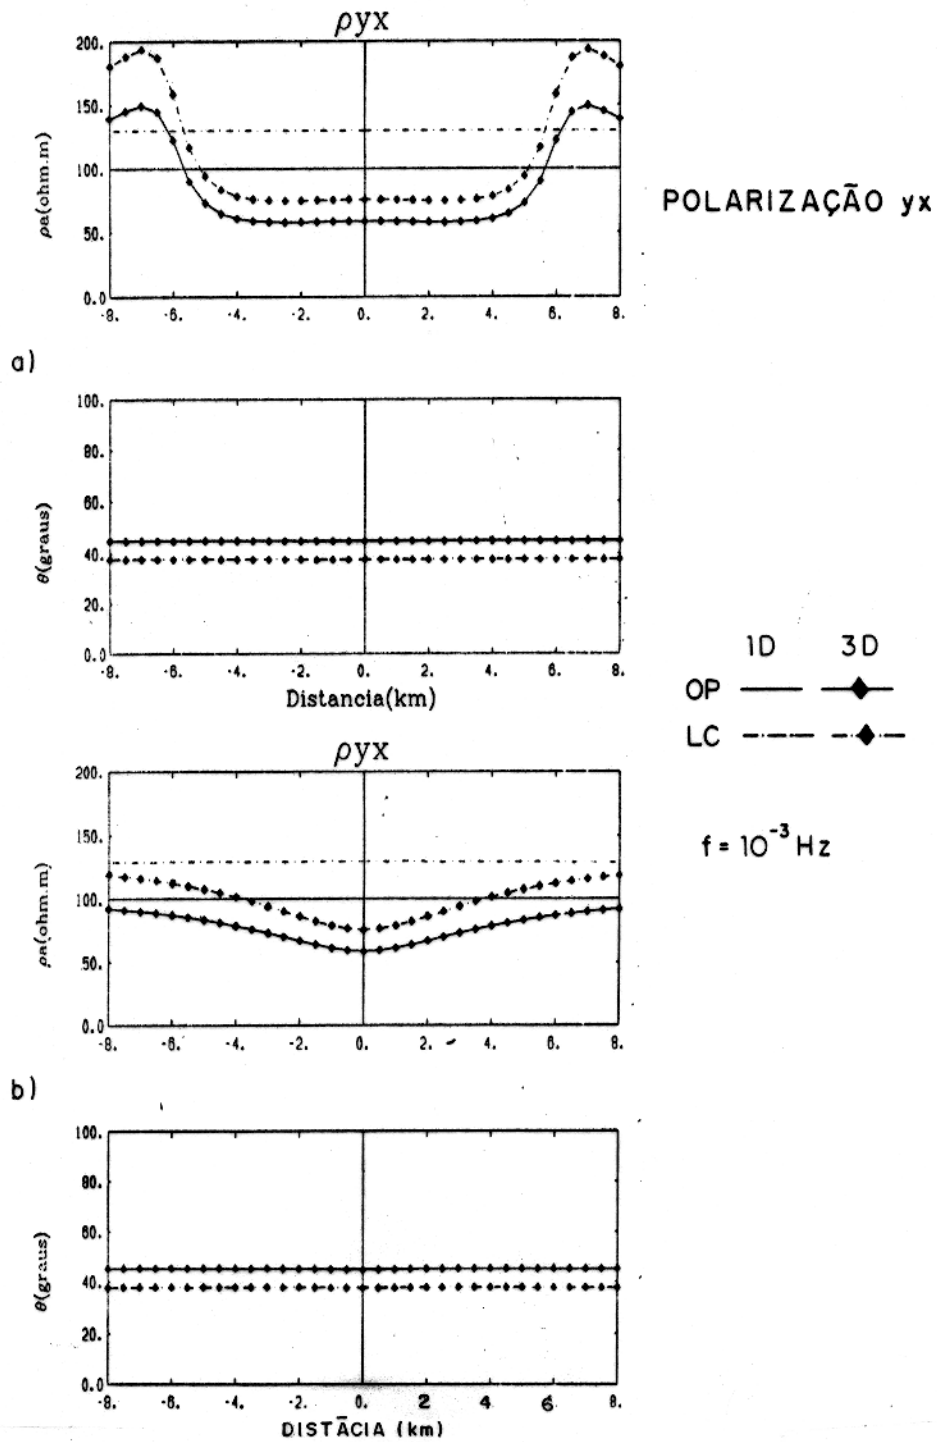 ρyx
200.
150.
100.
50.
0.0
ρa(ohm.m)
-8. -6. -4. -2. 0. 2. 4. 6. 8.
POLARIZAÇÃO yx
a)
100.
80.
60.
40.
20.
0.0
θ(graus)
-8. -6. -4. -2. 0. 2. 4. 6. 8.
Distancia(km)
1D 3D
OP
LC
f = 10⁻³ Hz
ρyx
200.
150.
100.
50.
0.0
ρa(ohm.m)
-8. -6. -4. -2. 0. 2. 4. 6. 8.
b)
100.
80.
60.
40.
20.
0.0
θ(graus)
-8. -6. -4. -2. 0. 2 4 6 8.
DISTÃCIA (km)